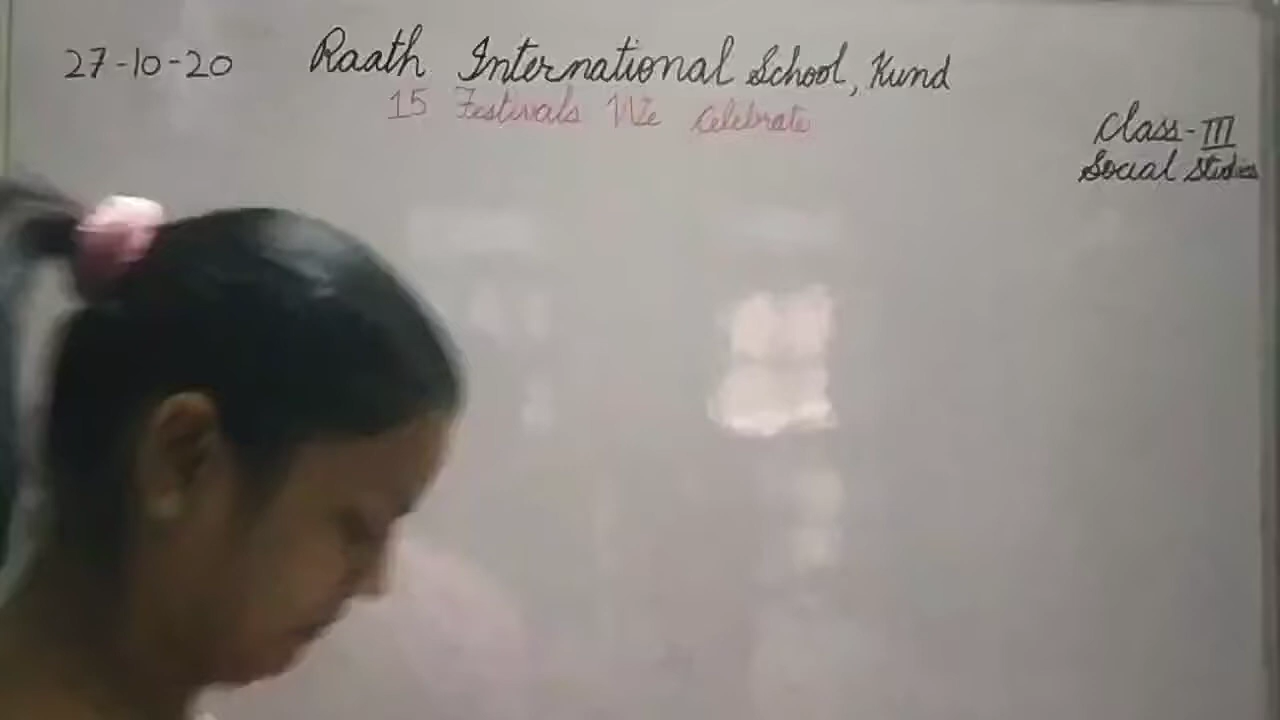 27-10-20 Raath International School, Kund
15 Festivals We Celebrate
Class-III
Social Studies